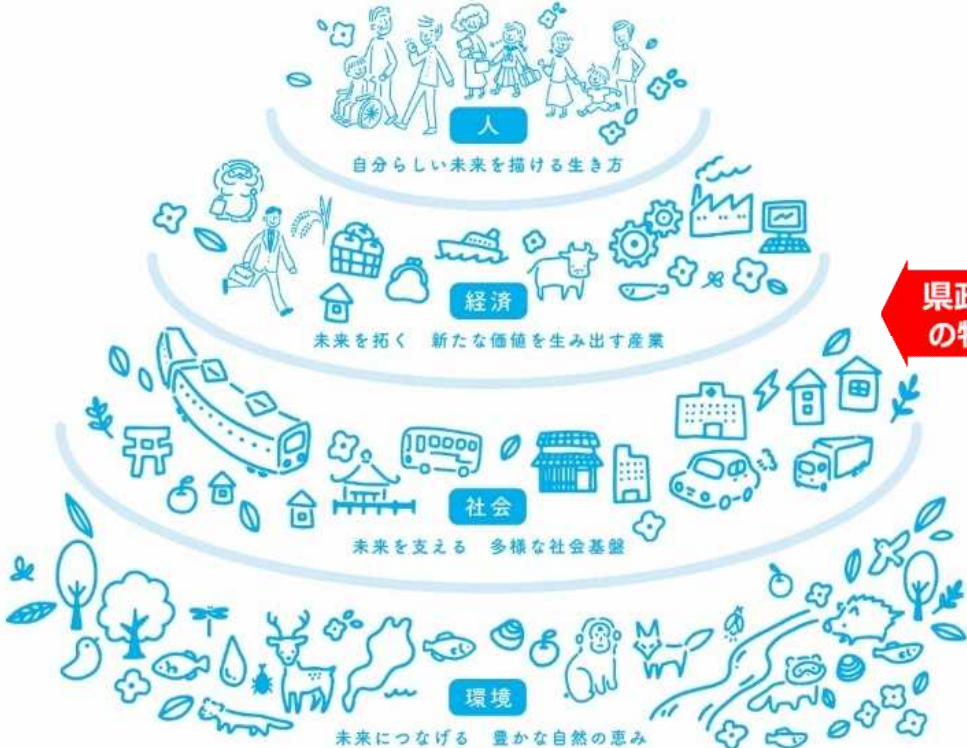 人
自分らしい未来を描ける生き方
経済
未来を拓く 新たな価値を生み出す産業
県政
の特
社会
未来を支える 多様な社会基盤
環境
未来につなげる 豊かな自然の恵み